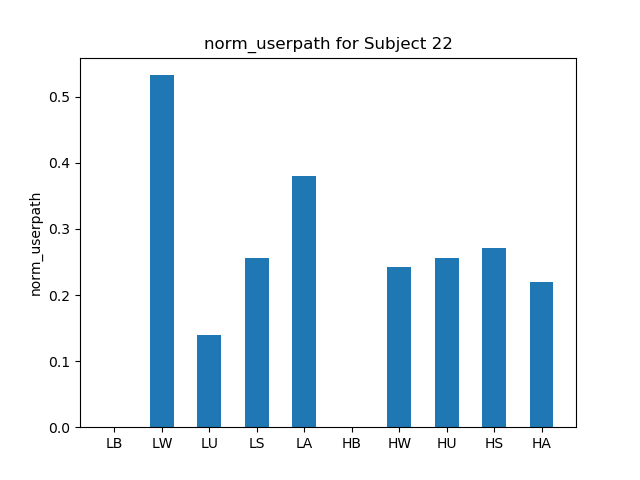 norm_userpath for Subject 22
norm_userpath
0.5
0.4
0.3
0.2
0.1
0.0
LB LW LU LS LA HB HW HU HS HA